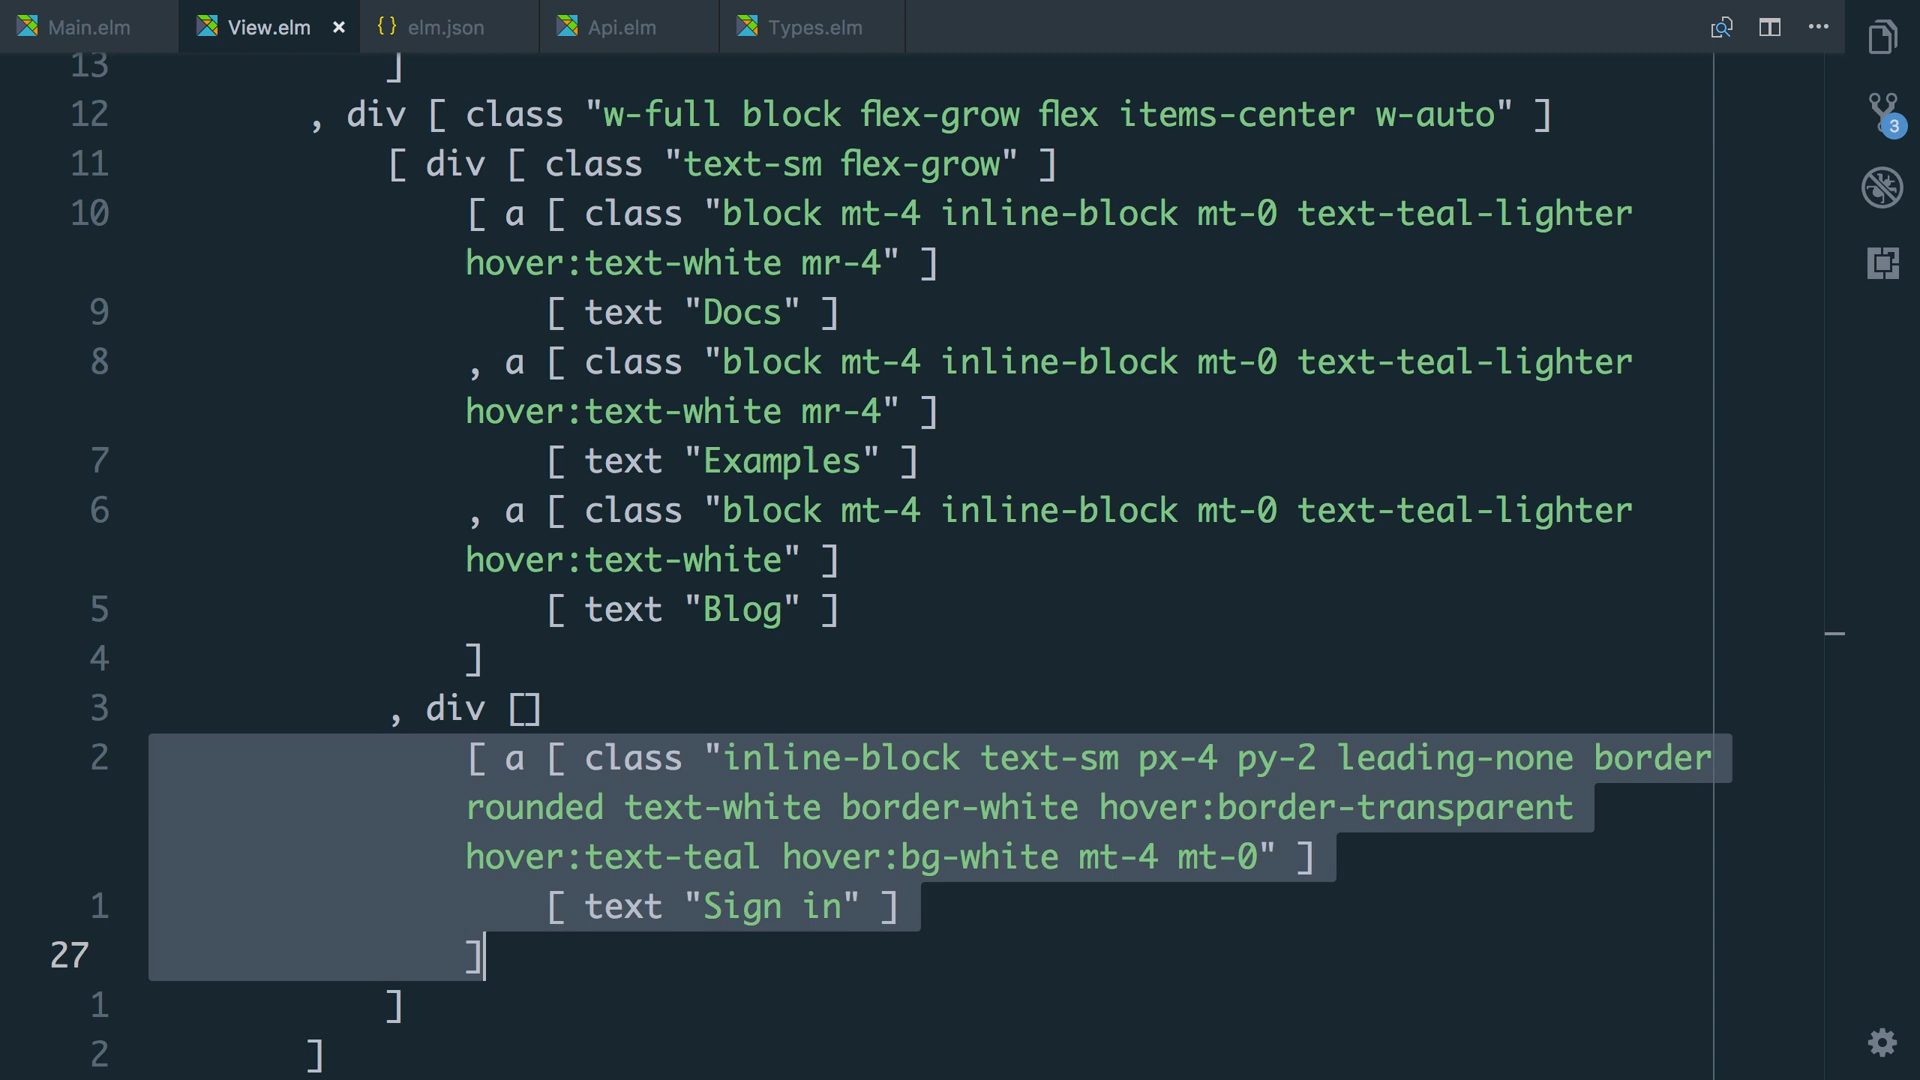 Main.elm View.elm × {} elm.json Api.elm Types.elm
13 ]
12 , div [ class "w-full block flex-grow flex items-center w-auto" ]
11 [ div [ class "text-sm flex-grow" ]
10 [ a [ class "block mt-4 inline-block mt-0 text-teal-lighter
hover:text-white mr-4" ]
9 [ text "Docs" ]
8 , a [ class "block mt-4 inline-block mt-0 text-teal-lighter
hover:text-white mr-4" ]
7 [ text "Examples" ]
6 , a [ class "block mt-4 inline-block mt-0 text-teal-lighter
hover:text-white" ]
5 [ text "Blog" ]
4 ]
3 , div []
2 [ a [ class "inline-block text-sm px-4 py-2 leading-none border
rounded text-white border-white hover:border-transparent
hover:text-teal hover:bg-white mt-4 mt-0" ]
1 [ text "Sign in" ]
27 ]
1 ]
2 ]
3